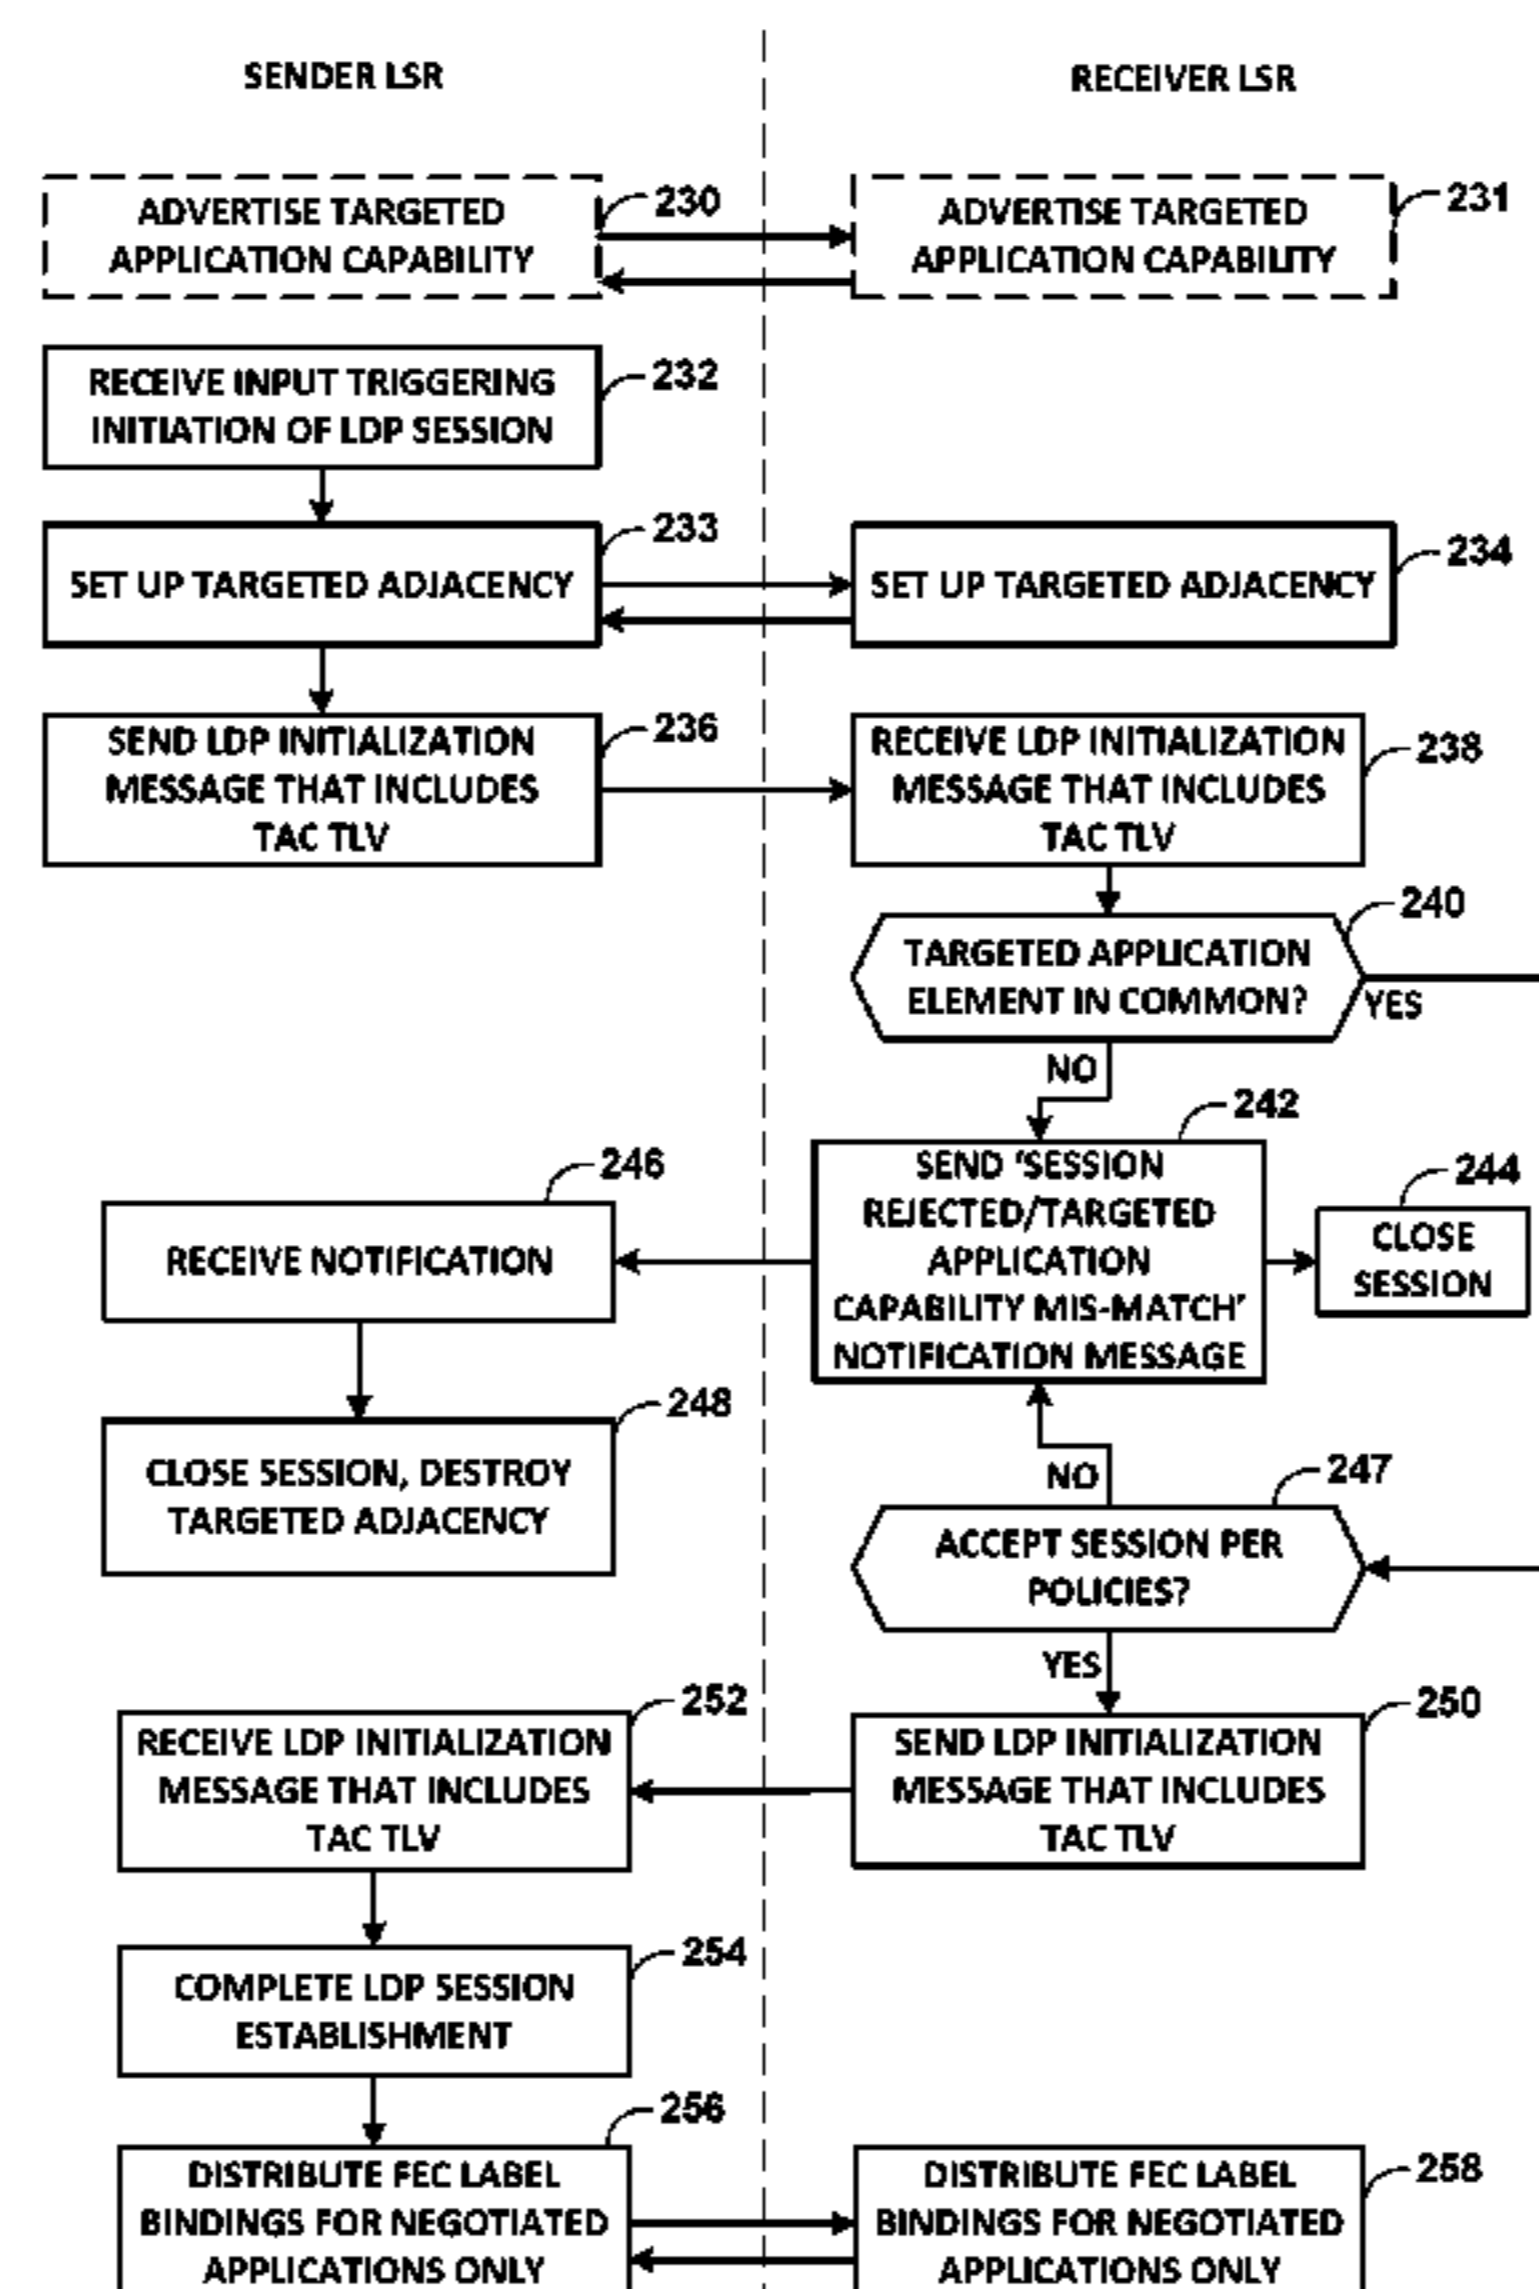 SENDER LSR
RECEIVER LSR
ADVERTISE TARGETED
APPLICATION CAPABILITY
230
ADVERTISE TARGETED
APPLICATION CAPABILITY
231
RECEIVE INPUT TRIGGERING
INITIATION OF LDP SESSION
232
SET UP TARGETED ADJACENCY
233
SET UP TARGETED ADJACENCY
234
SEND LDP INITIALIZATION
MESSAGE THAT INCLUDES
TAC TLV
236
RECEIVE LDP INITIALIZATION
MESSAGE THAT INCLUDES
TAC TLV
238
TARGETED APPLICATION
ELEMENT IN COMMON?
240
YES
NO
SEND ‘SESSION
REJECTED/TARGETED
APPLICATION
CAPABILITY MIS-MATCH’
NOTIFICATION MESSAGE
242
CLOSE
SESSION
244
RECEIVE NOTIFICATION
246
CLOSE SESSION, DESTROY
TARGETED ADJACENCY
248
NO
ACCEPT SESSION PER
POLICIES?
247
YES
SEND LDP INITIALIZATION
MESSAGE THAT INCLUDES
TAC TLV
250
RECEIVE LDP INITIALIZATION
MESSAGE THAT INCLUDES
TAC TLV
252
COMPLETE LDP SESSION
ESTABLISHMENT
254
DISTRIBUTE FEC LABEL
BINDINGS FOR NEGOTIATED
APPLICATIONS ONLY
256
DISTRIBUTE FEC LABEL
BINDINGS FOR NEGOTIATED
APPLICATIONS ONLY
258